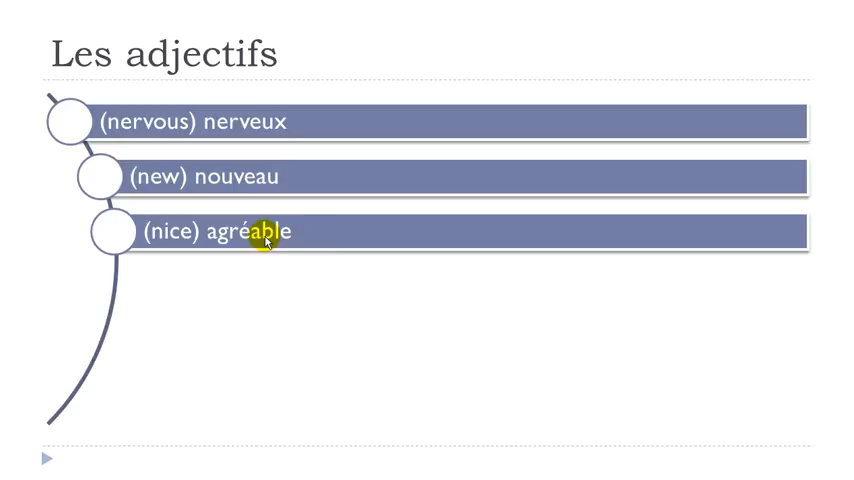 Les adjectifs
(nervous) nerveux
(new) nouveau
(nice) agréable